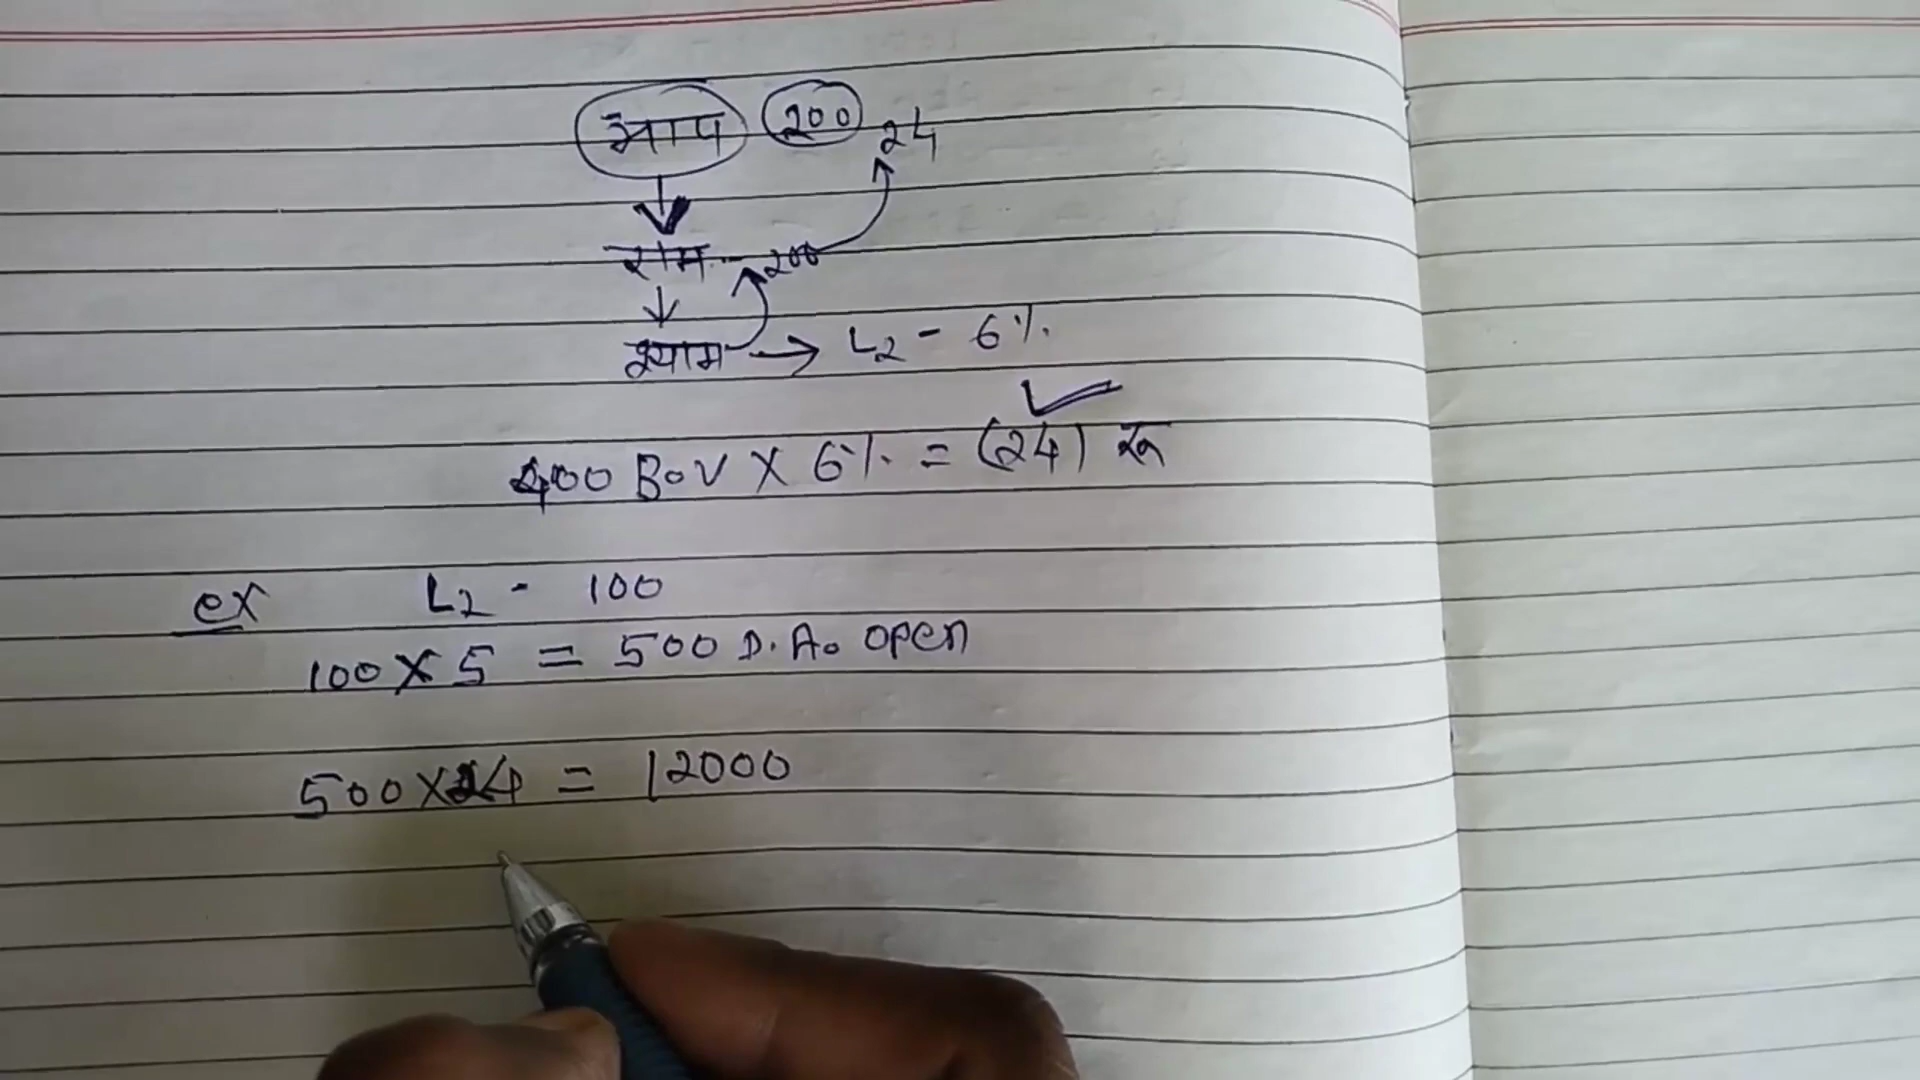 आप 200 24
राम - 200
श्याम → L2 - 6%
400 B.V X 6% = (24) रू
ex L2 - 100
100 X 5 = 500 D.A. open
500 X 24 = 12000